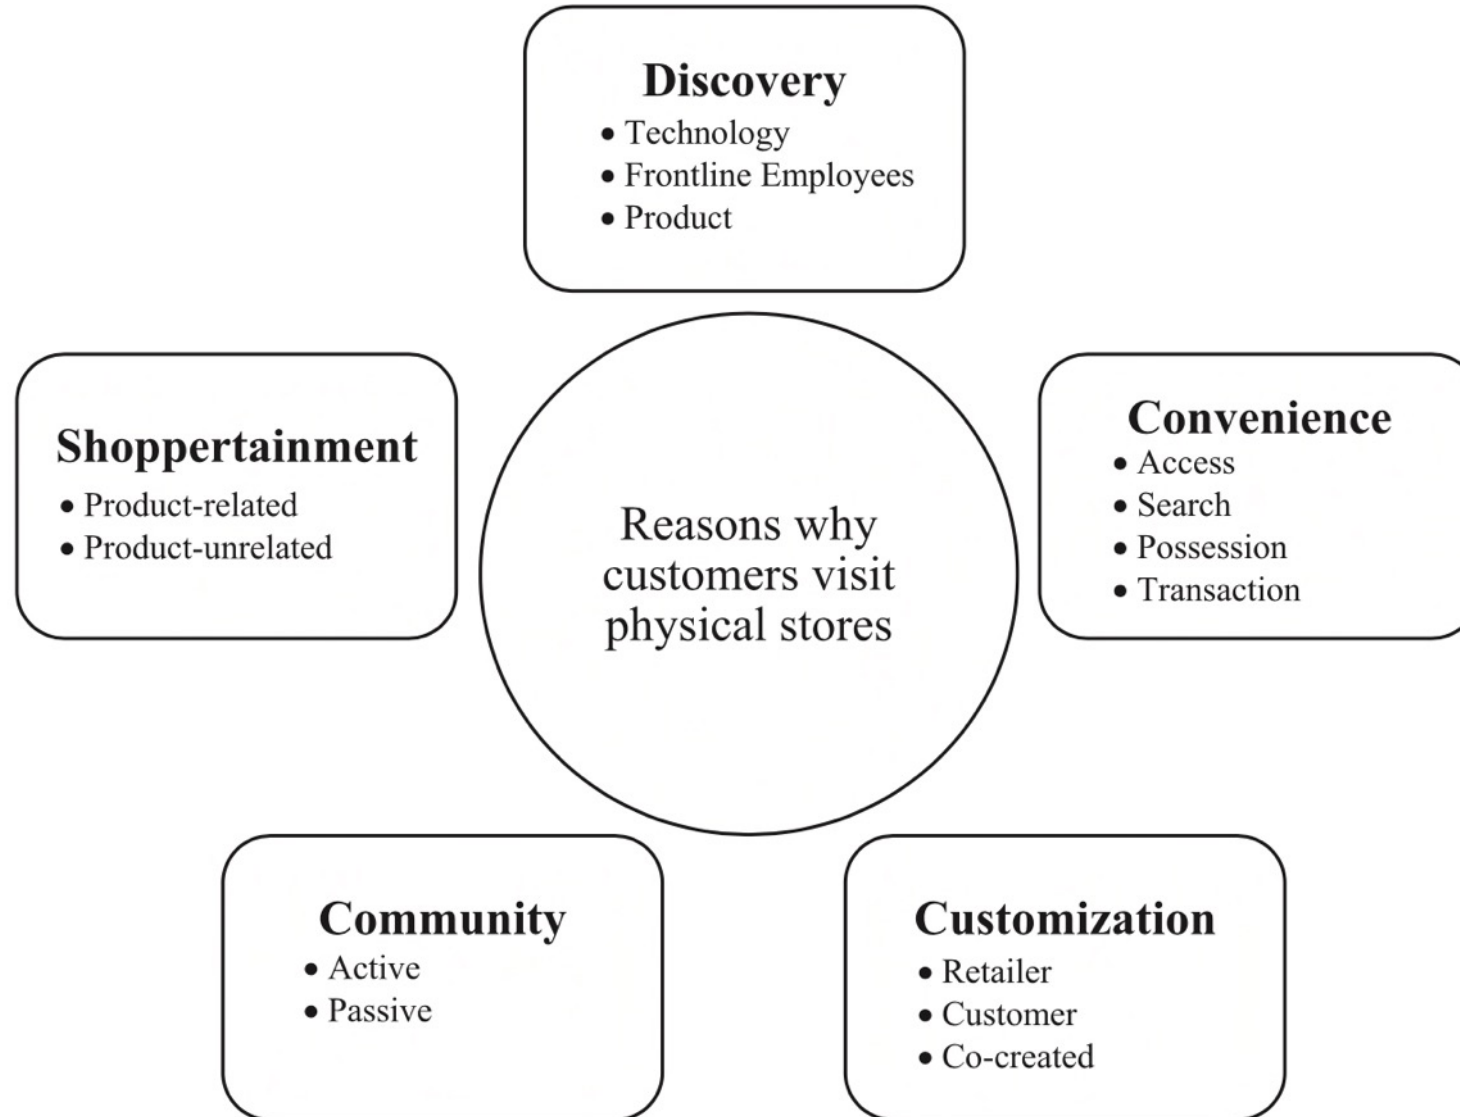 Discovery
• Technology
• Frontline Employees
• Product
Shoppertainment
• Product-related
• Product-unrelated
Reasons why
customers visit
physical stores
Convenience
• Access
• Search
• Possession
• Transaction
Community
• Active
• Passive
Customization
• Retailer
• Customer
• Co-created